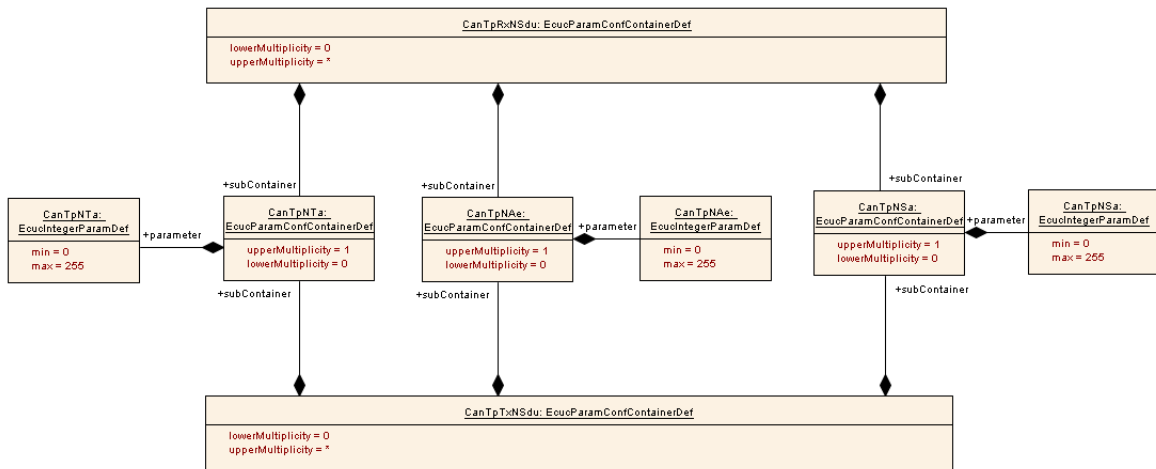 CanTpRxNSdu: EcucParamConfContainerDef
lowerMultiplicity = 0
upperMultiplicity = *
+subContainer
+subContainer
+subContainer
CanTpNTa:
EcucIntegerParamDef
min = 0
max = 255
+parameter
CanTpNTa:
EcucParamConfContainerDef
upperMultiplicity = 1
lowerMultiplicity = 0
CanTpNAe:
EcucParamConfContainerDef
upperMultiplicity = 1
lowerMultiplicity = 0
+parameter
CanTpNAe:
EcucIntegerParamDef
min = 0
max = 255
CanTpNSa:
EcucParamConfContainerDef
upperMultiplicity = 1
lowerMultiplicity = 0
+parameter
CanTpNSa:
EcucIntegerParamDef
min = 0
max = 255
+subContainer
+subContainer
+subContainer
CanTpTxNSdu: EcucParamConfContainerDef
lowerMultiplicity = 0
upperMultiplicity = *